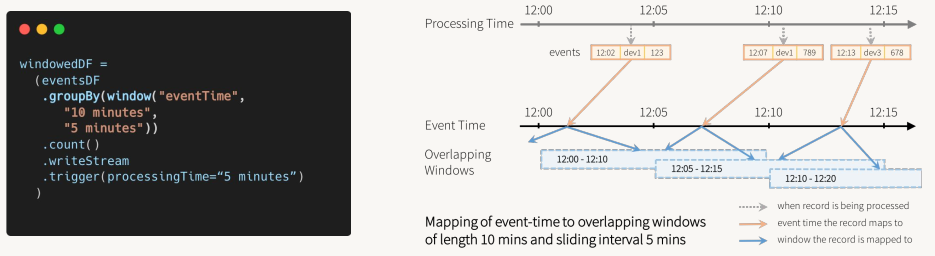 windowedDF =
(eventsDF
.groupBy(window("eventTime",
"10 minutes",
"5 minutes"))
.count()
.writeStream
.trigger(processingTime=“5 minutes”)
)
12:00 12:05 12:10 12:15
Processing Time
events 12:02 dev1 123 12:07 dev1 789 12:13 dev3 678
12:00 12:05 12:10 12:15
Event Time
Overlapping
Windows
12:00 - 12:10
12:05 - 12:15
12:10 - 12:20
Mapping of event-time to overlapping windows
of length 10 mins and sliding interval 5 mins
when record is being processed
event time the record maps to
window the record is mapped to